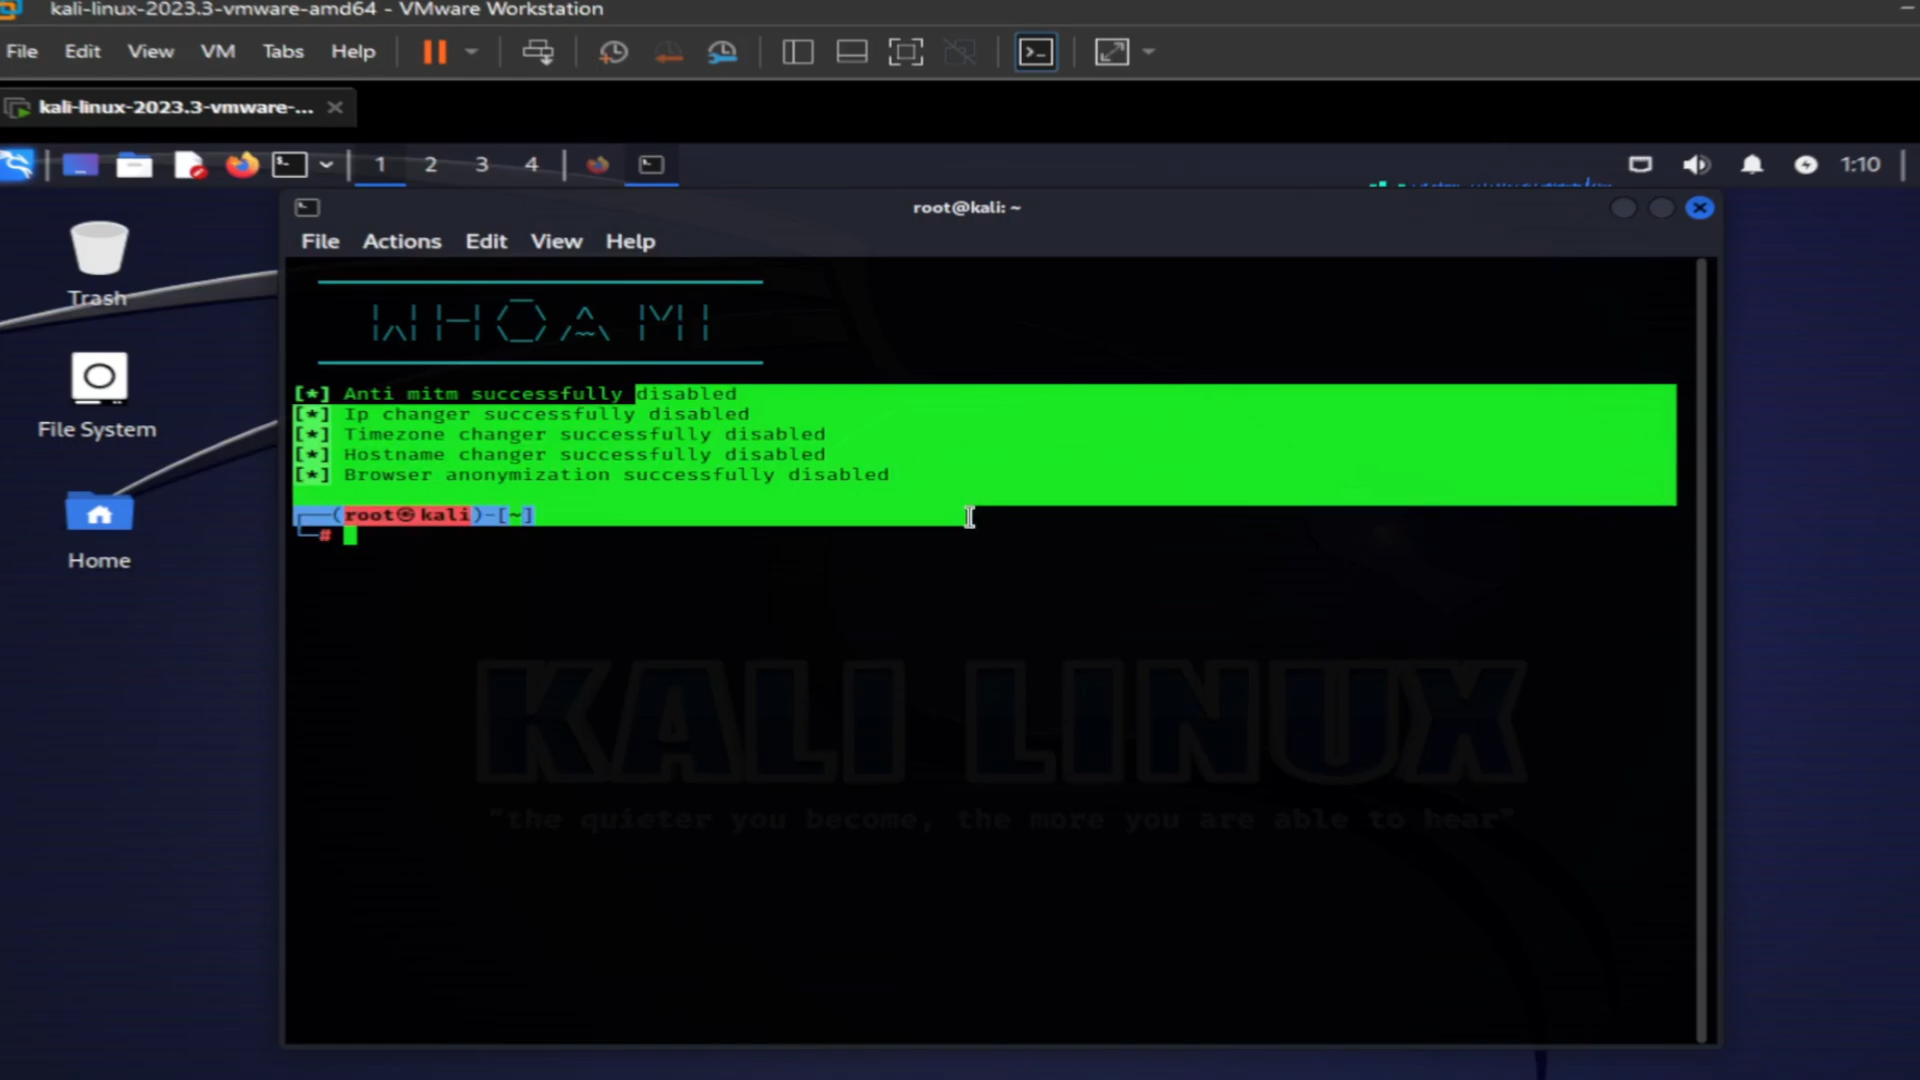 kali-linux-2023.3-vmware-amd64 - VMware Workstation
File Edit View VM Tabs Help
kali-linux-2023.3-vmware-...
1 2 3 4 1:10
root@kali: ~
File Actions Edit View Help
Trash
File System
Home
WHOAMI
[*] Anti mitm successfully disabled
[*] Ip changer successfully disabled
[*] Timezone changer successfully disabled
[*] Hostname changer successfully disabled
[*] Browser anonymization successfully disabled
┌──(root㉿kali)-[~]
└─#
KALI LINUX
"the quieter you become, the more you are able to hear"